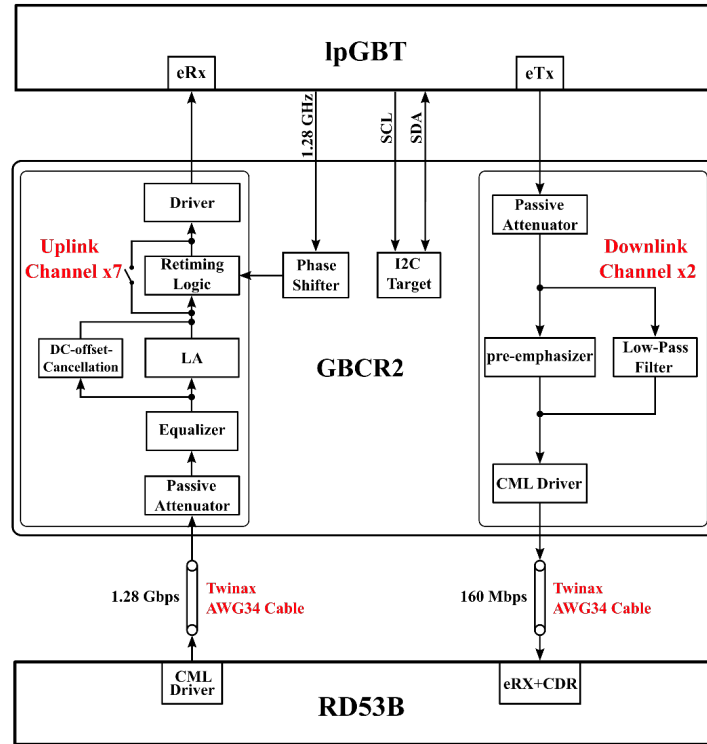 lpGBT
eRx
eTx
1.28 GHz
SCL
SDA
Driver
Uplink
Channel x7
Retiming
Logic
Phase
Shifter
I2C
Target
Passive
Attenuator
Downlink
Channel x2
DC-offset-
Cancellation
LA
GBCR2
pre-emphasizer
Low-Pass
Filter
Equalizer
Passive
Attenuator
CML Driver
1.28 Gbps
Twinax
AWG34 Cable
160 Mbps
Twinax
AWG34 Cable
CML
Driver
eRX+CDR
RD53B